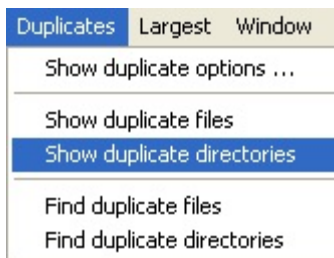 Duplicates Largest Window
Show duplicate options ...
Show duplicate files
Show duplicate directories
Find duplicate files
Find duplicate directories